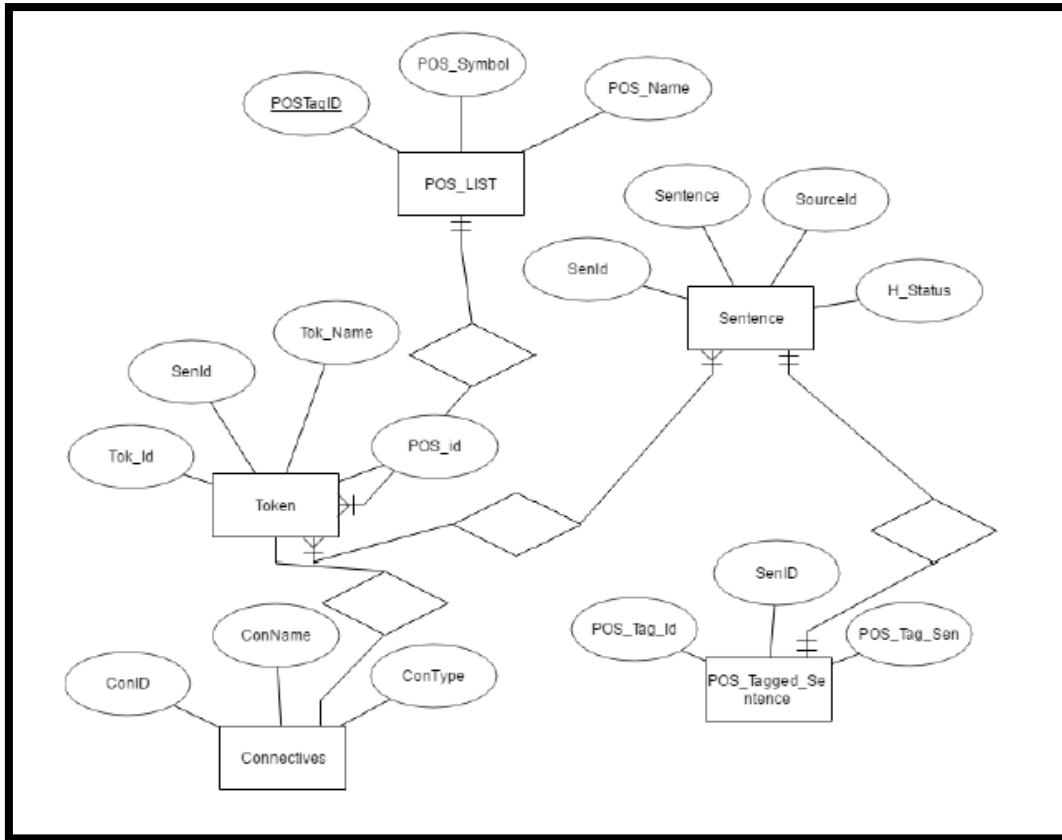 POS_Symbol
POS_Name
POSTagID
POS_LIST
Sentence
SourceId
SenId
H_Status
Sentence
Tok_Name
SenId
POS_id
Tok_Id
Token
SenID
ConName
POS_Tag_Id
POS_Tag_Sen
ConType
ConID
POS_Tagged_Se
ntence
Connectives